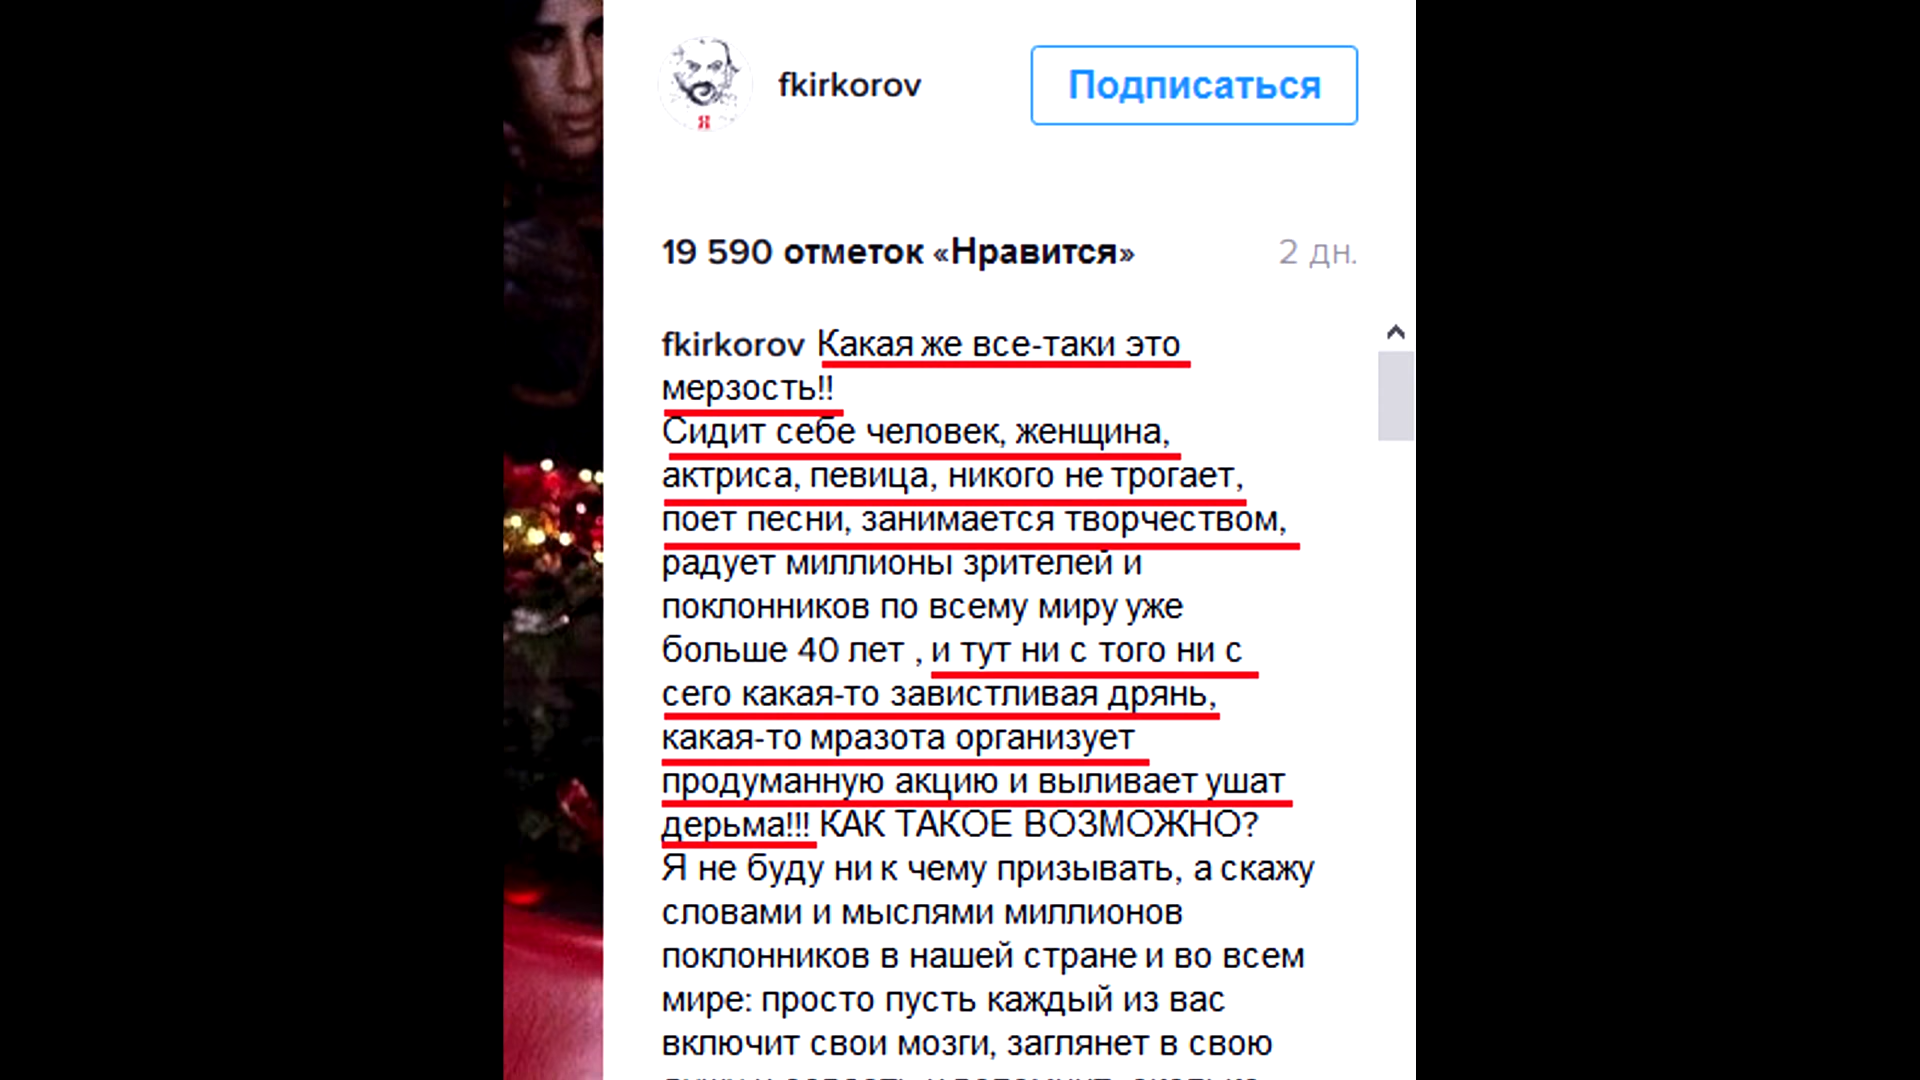 fkirkorov
Подписаться
19 590 отметок «Нравится»
2 дн.
fkirkorov Какая же все-таки это
мерзость!!
Сидит себе человек, женщина,
актриса, певица, никого не трогает,
поет песни, занимается творчеством,
радует миллионы зрителей и
поклонников по всему миру уже
больше 40 лет , и тут ни с того ни с
сего какая-то завистливая дрянь,
какая-то мразота организует
продуманную акцию и выливает ушат
дерьма!!! КАК ТАКОЕ ВОЗМОЖНО?
Я не буду ни к чему призывать, а скажу
словами и мыслями миллионов
поклонников в нашей стране и во всем
мире: просто пусть каждый из вас
включит свои мозги, заглянет в свою